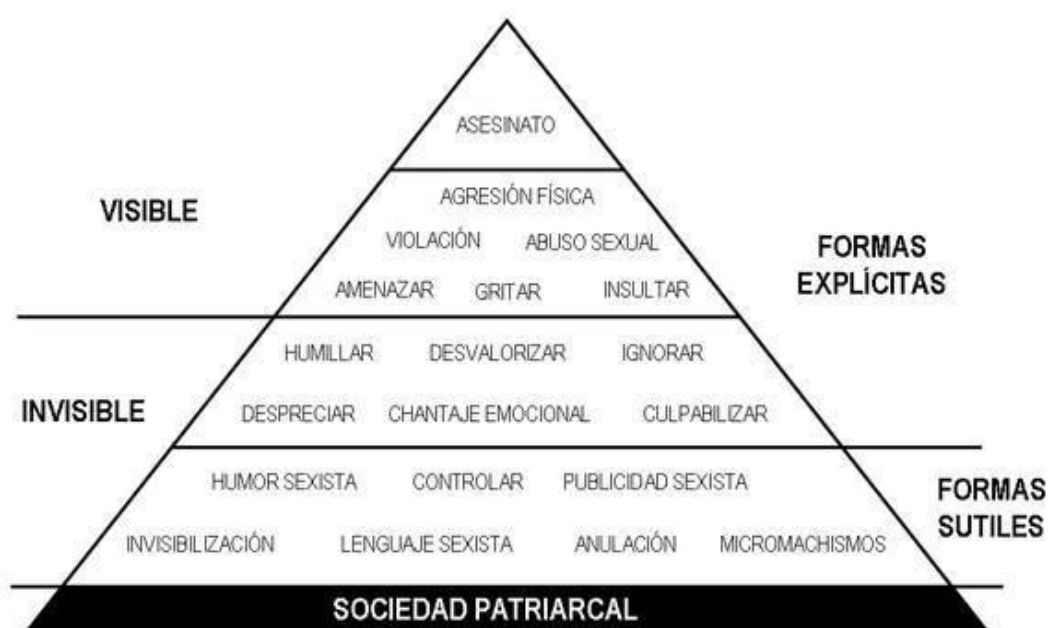 ASESINATO
AGRESIÓN FÍSICA
VISIBLE
VIOLACIÓN ABUSO SEXUAL
FORMAS
EXPLÍCITAS
AMENAZAR GRITAR INSULTAR
HUMILLAR DESVALORIZAR IGNORAR
INVISIBLE
DESPRECIAR CHANTAJE EMOCIONAL CULPABILIZAR
HUMOR SEXISTA CONTROLAR PUBLICIDAD SEXISTA
FORMAS
SUTILES
INVISIBILIZACIÓN LENGUAJE SEXISTA ANULACIÓN MICROMACHISMOS
SOCIEDAD PATRIARCAL